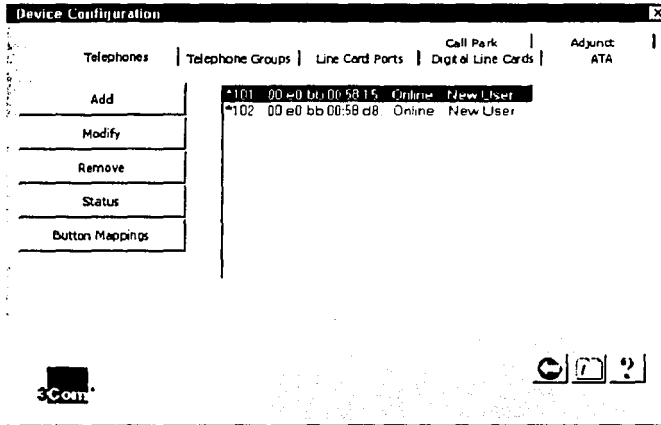 Device Configuration
Telephones
Telephone Groups
Line Card Ports
Call Park
Digital Line Cards
Adjunct
ATA
Add
Modify
Remove
Status
Button Mappings
*101 00:e0:bb:00:58:15 Online New User
*102 00:e0:bb:00:58:d8 Online New User
3Com